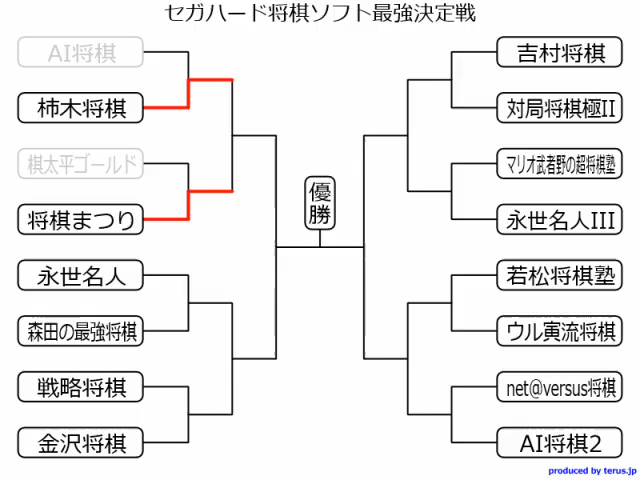 セガハード将棋ソフト最強決定戦
AI将棋
柿木将棋
棋太平ゴールド
将棋まつり
永世名人
森田の最強将棋
戦略将棋
金沢将棋
優勝
吉村将棋
対局将棋極II
マリオ武者野の超将棋塾
永世名人III
若松将棋塾
ウル寅流将棋
net@versus将棋
AI将棋2
produced by terus.jp